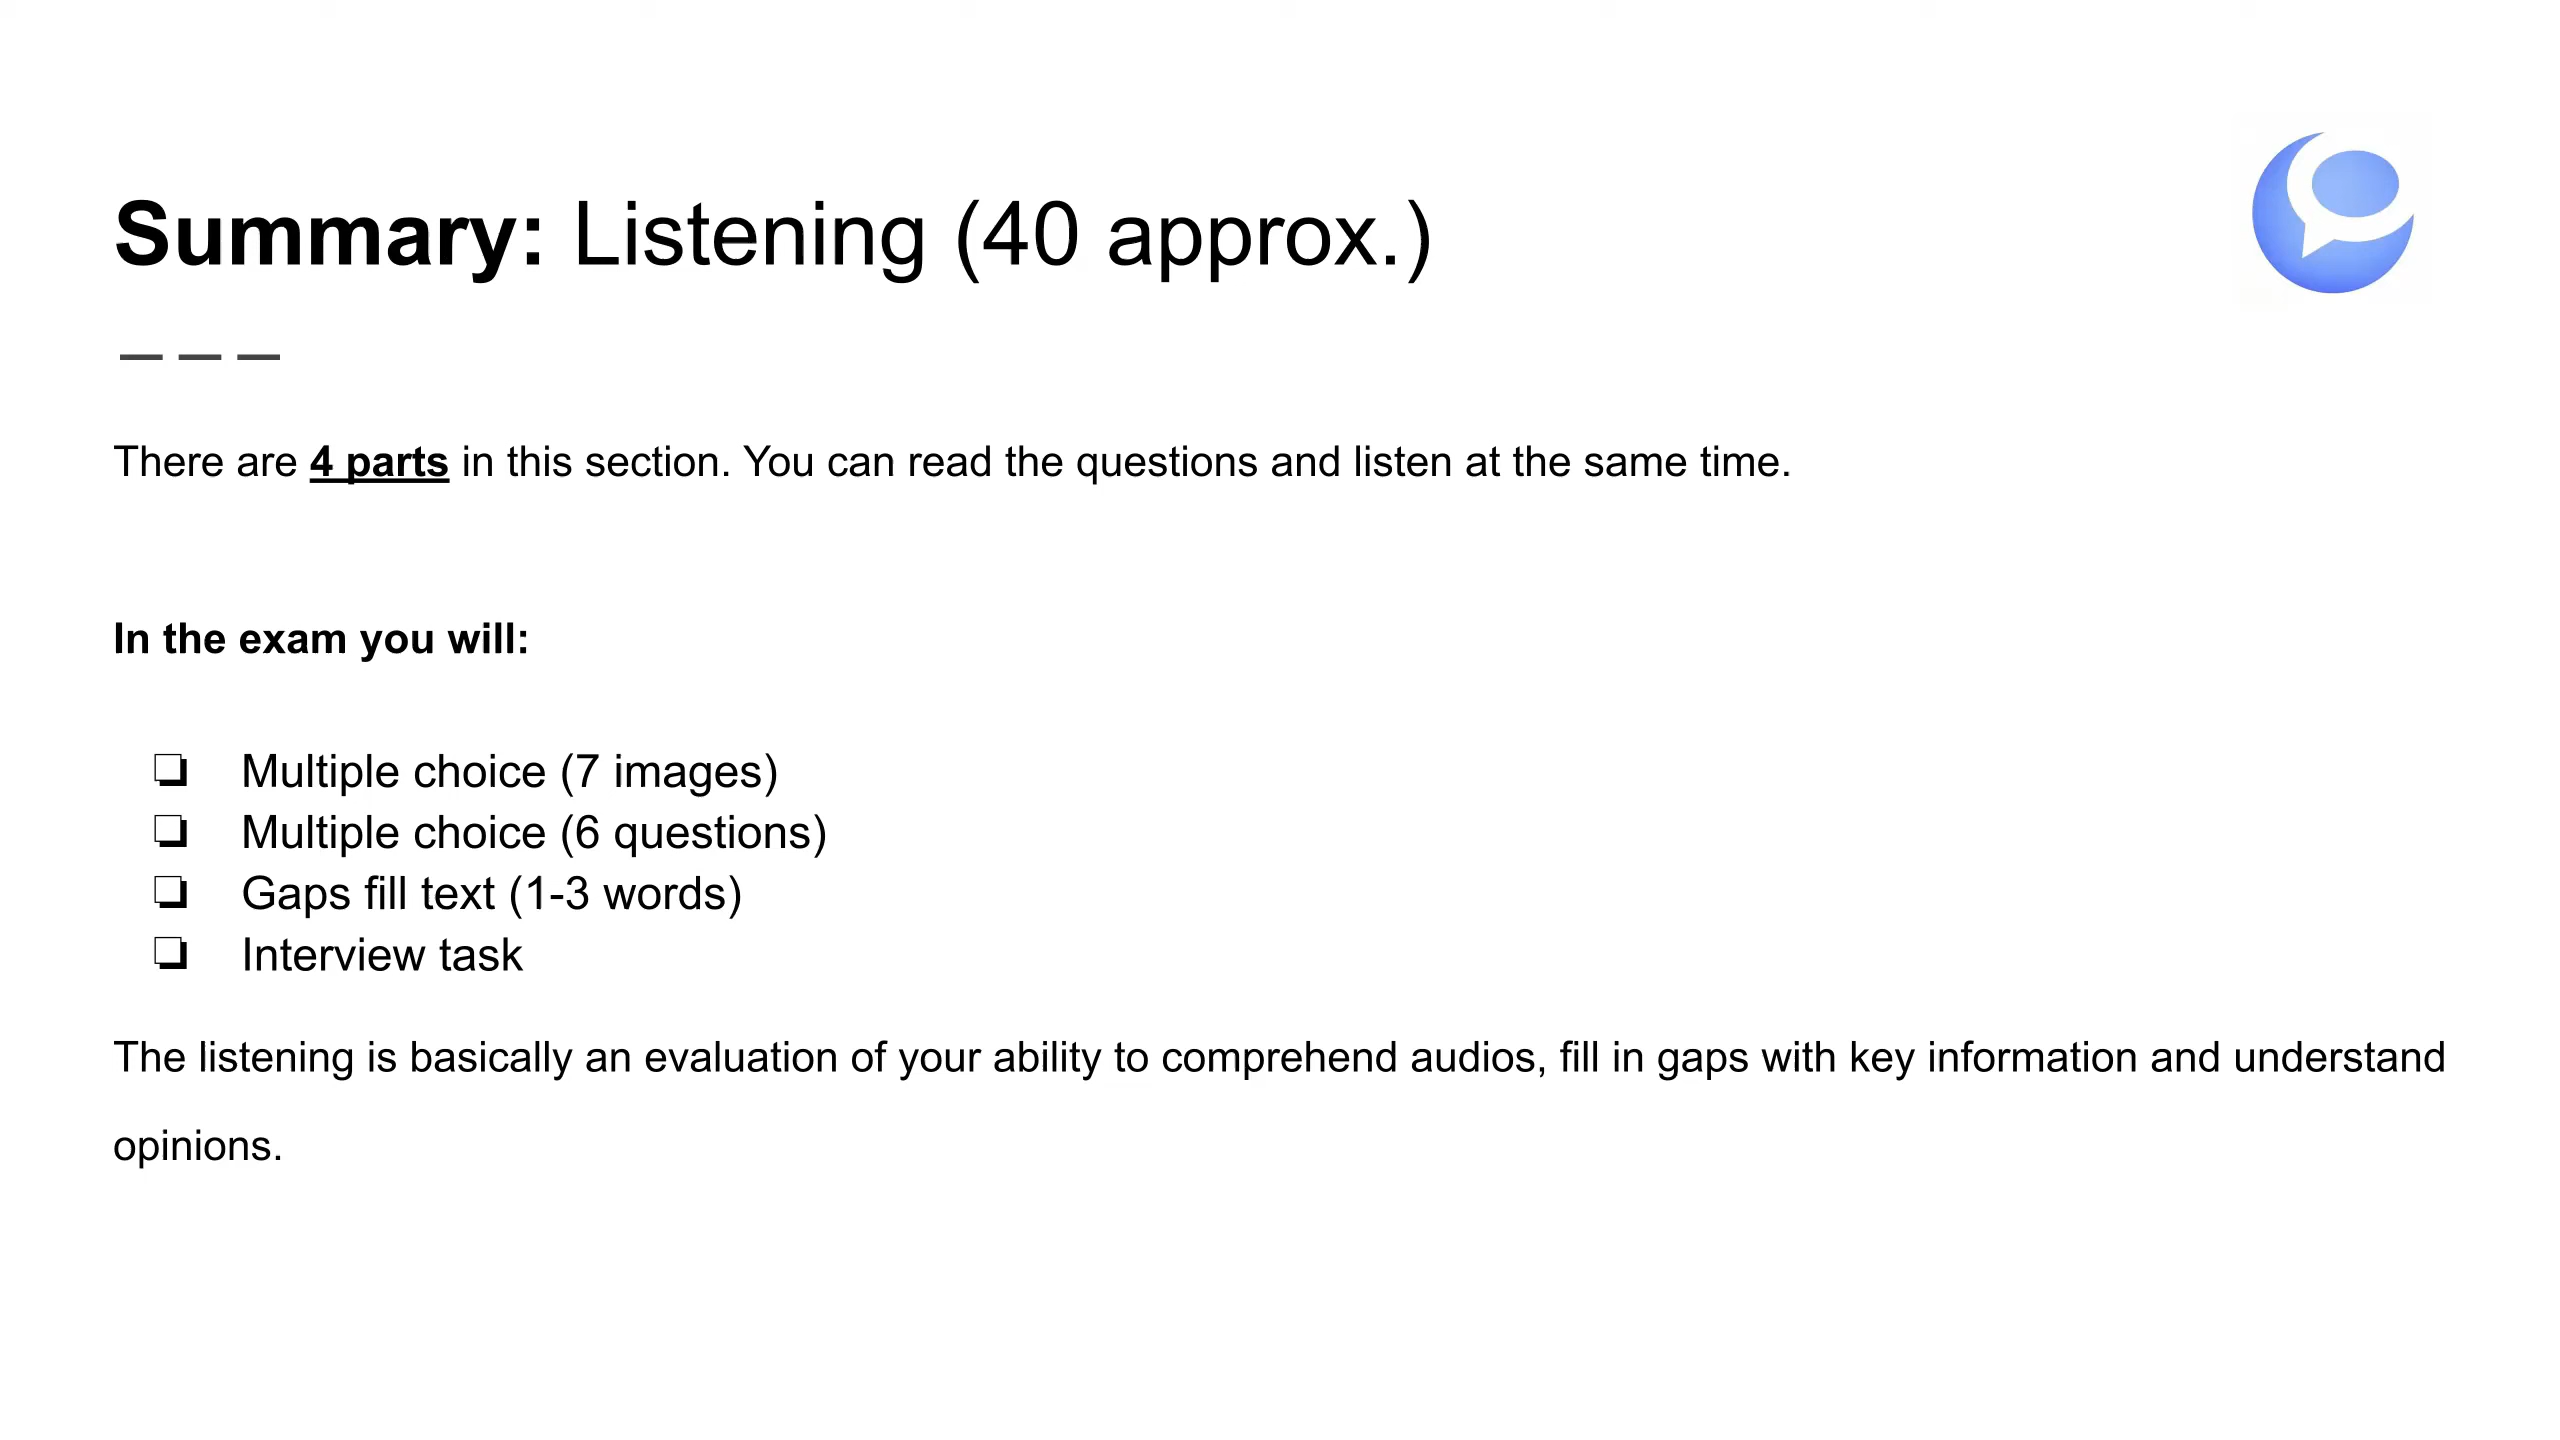 Summary: Listening (40 approx.)
There are 4 parts in this section. You can read the questions and listen at the same time.
In the exam you will:
❏ Multiple choice (7 images)
❏ Multiple choice (6 questions)
❏ Gaps fill text (1-3 words)
❏ Interview task
The listening is basically an evaluation of your ability to comprehend audios, fill in gaps with key information and understand
opinions.